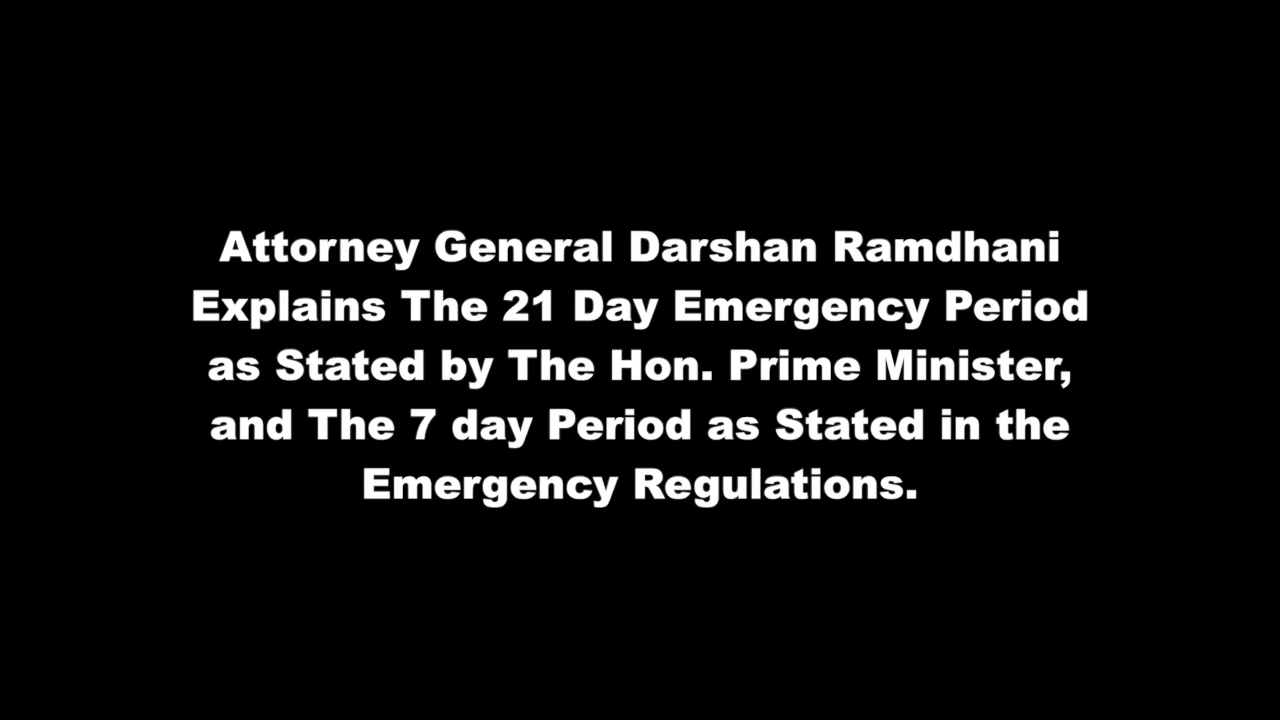 Attorney General Darshan Ramdhani
Explains The 21 Day Emergency Period
as Stated by The Hon. Prime Minister,
and The 7 day Period as Stated in the
Emergency Regulations.